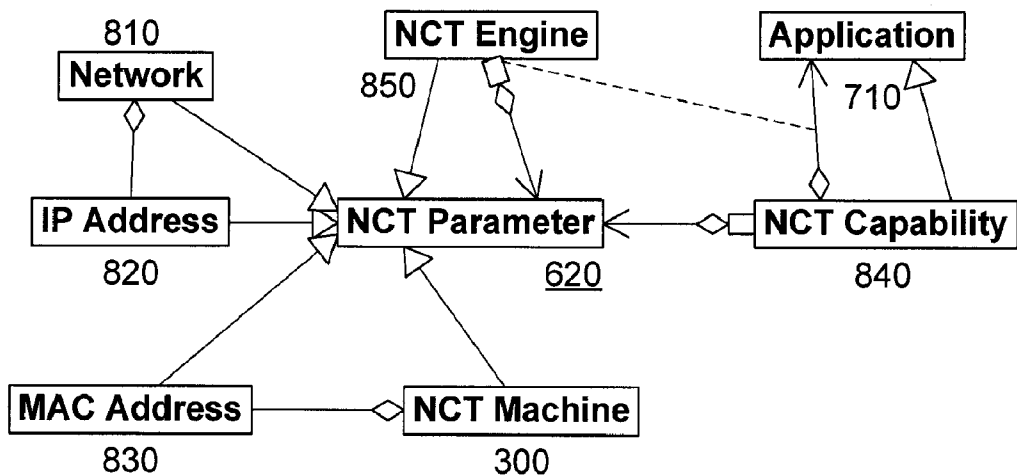 810
Network
NCT Engine
850
Application
710
IP Address
820
NCT Parameter
620
NCT Capability
840
MAC Address
830
NCT Machine
300